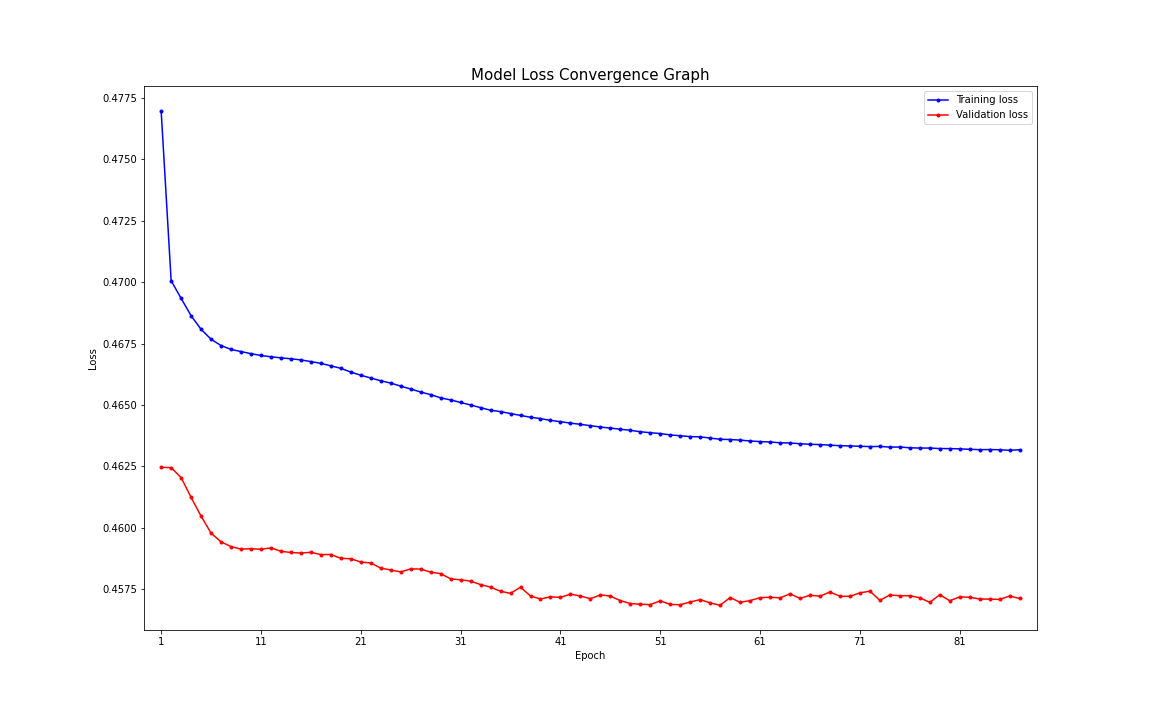 Model Loss Convergence Graph
Training loss
Validation loss
0.4775
0.4750
0.4725
0.4700
0.4675
0.4650
0.4625
0.4600
0.4575
Loss
1 11 21 31 41 51 61 71 81
Epoch